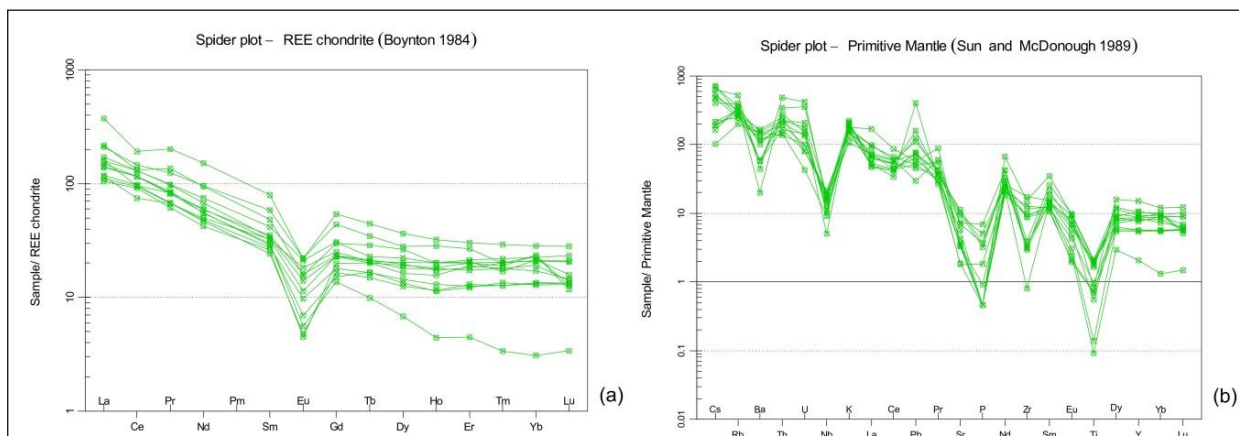 Spider plot – REE chondrite (Boynton 1984)
Sample/ REE chondrite
1000
100
10
1
La Pr Pm Eu Tb Ho Tm Lu
Ce Nd Sm Gd Dy Er Yb
(a)
Spider plot – Primitive Mantle (Sun and McDonough 1989)
Sample/ Primitive Mantle
1000
100
10
1
0.1
0.01
Cs Ba U K Ce Pr P Zr Eu Dy Yb
Rb Th Nb La Pb Sr Nd Sm Ti Y Lu
(b)